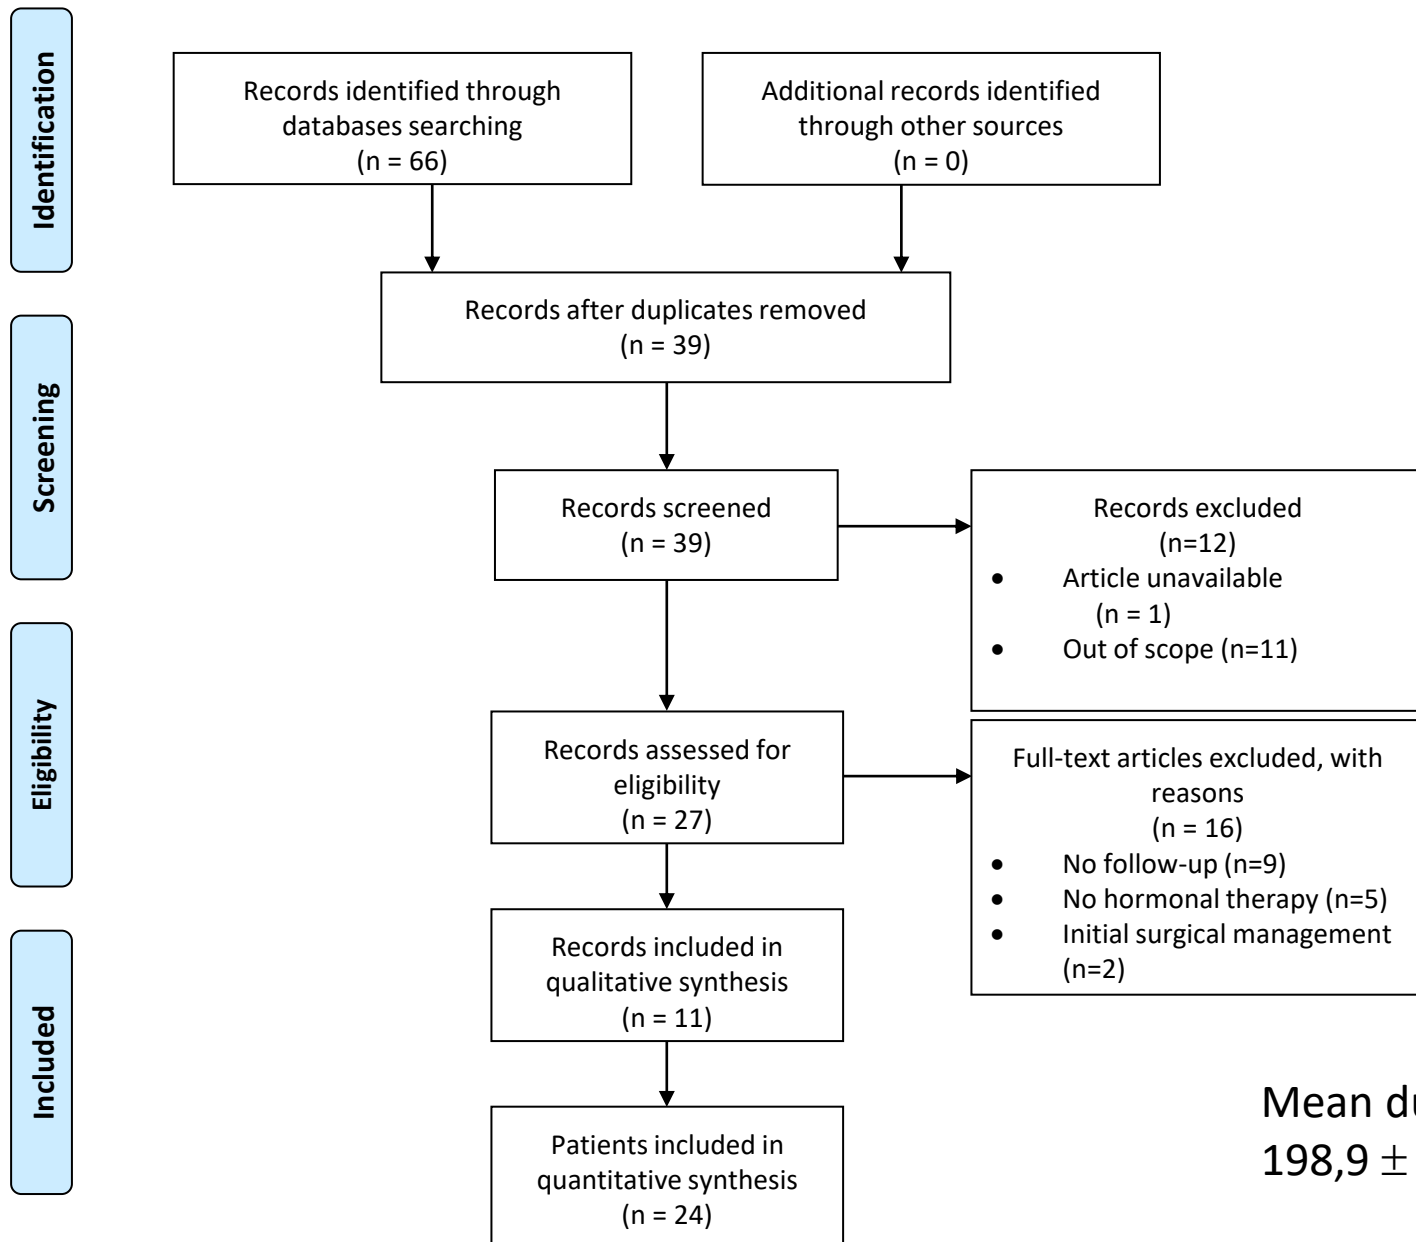 Identification
Records identified through
databases searching
(n = 66)
Additional records identified
through other sources
(n = 0)
Records after duplicates removed
(n = 39)
Screening
Records screened
(n = 39)
Records excluded
(n=12)
• Article unavailable
(n = 1)
• Out of scope (n=11)
Eligibility
Records assessed for
eligibility
(n = 27)
Full-text articles excluded, with
reasons
(n = 16)
• No follow-up (n=9)
• No hormonal therapy (n=5)
• Initial surgical management
(n=2)
Included
Records included in
qualitative synthesis
(n = 11)
Patients included in
quantitative synthesis
(n = 24)
Mean
198,9 ±